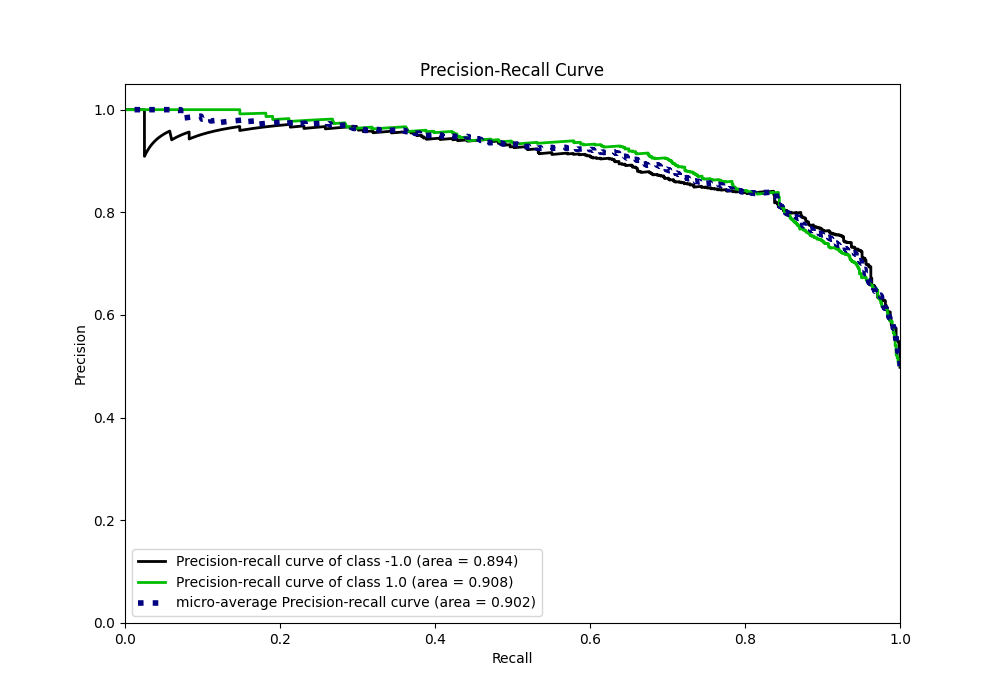 Precision-Recall Curve
1.0
0.8
0.6
0.4
0.2
0.0
Precision
Precision-recall curve of class -1.0 (area = 0.894)
Precision-recall curve of class 1.0 (area = 0.908)
micro-average Precision-recall curve (area = 0.902)
0.0 0.2 0.4 0.6 0.8 1.0
Recall